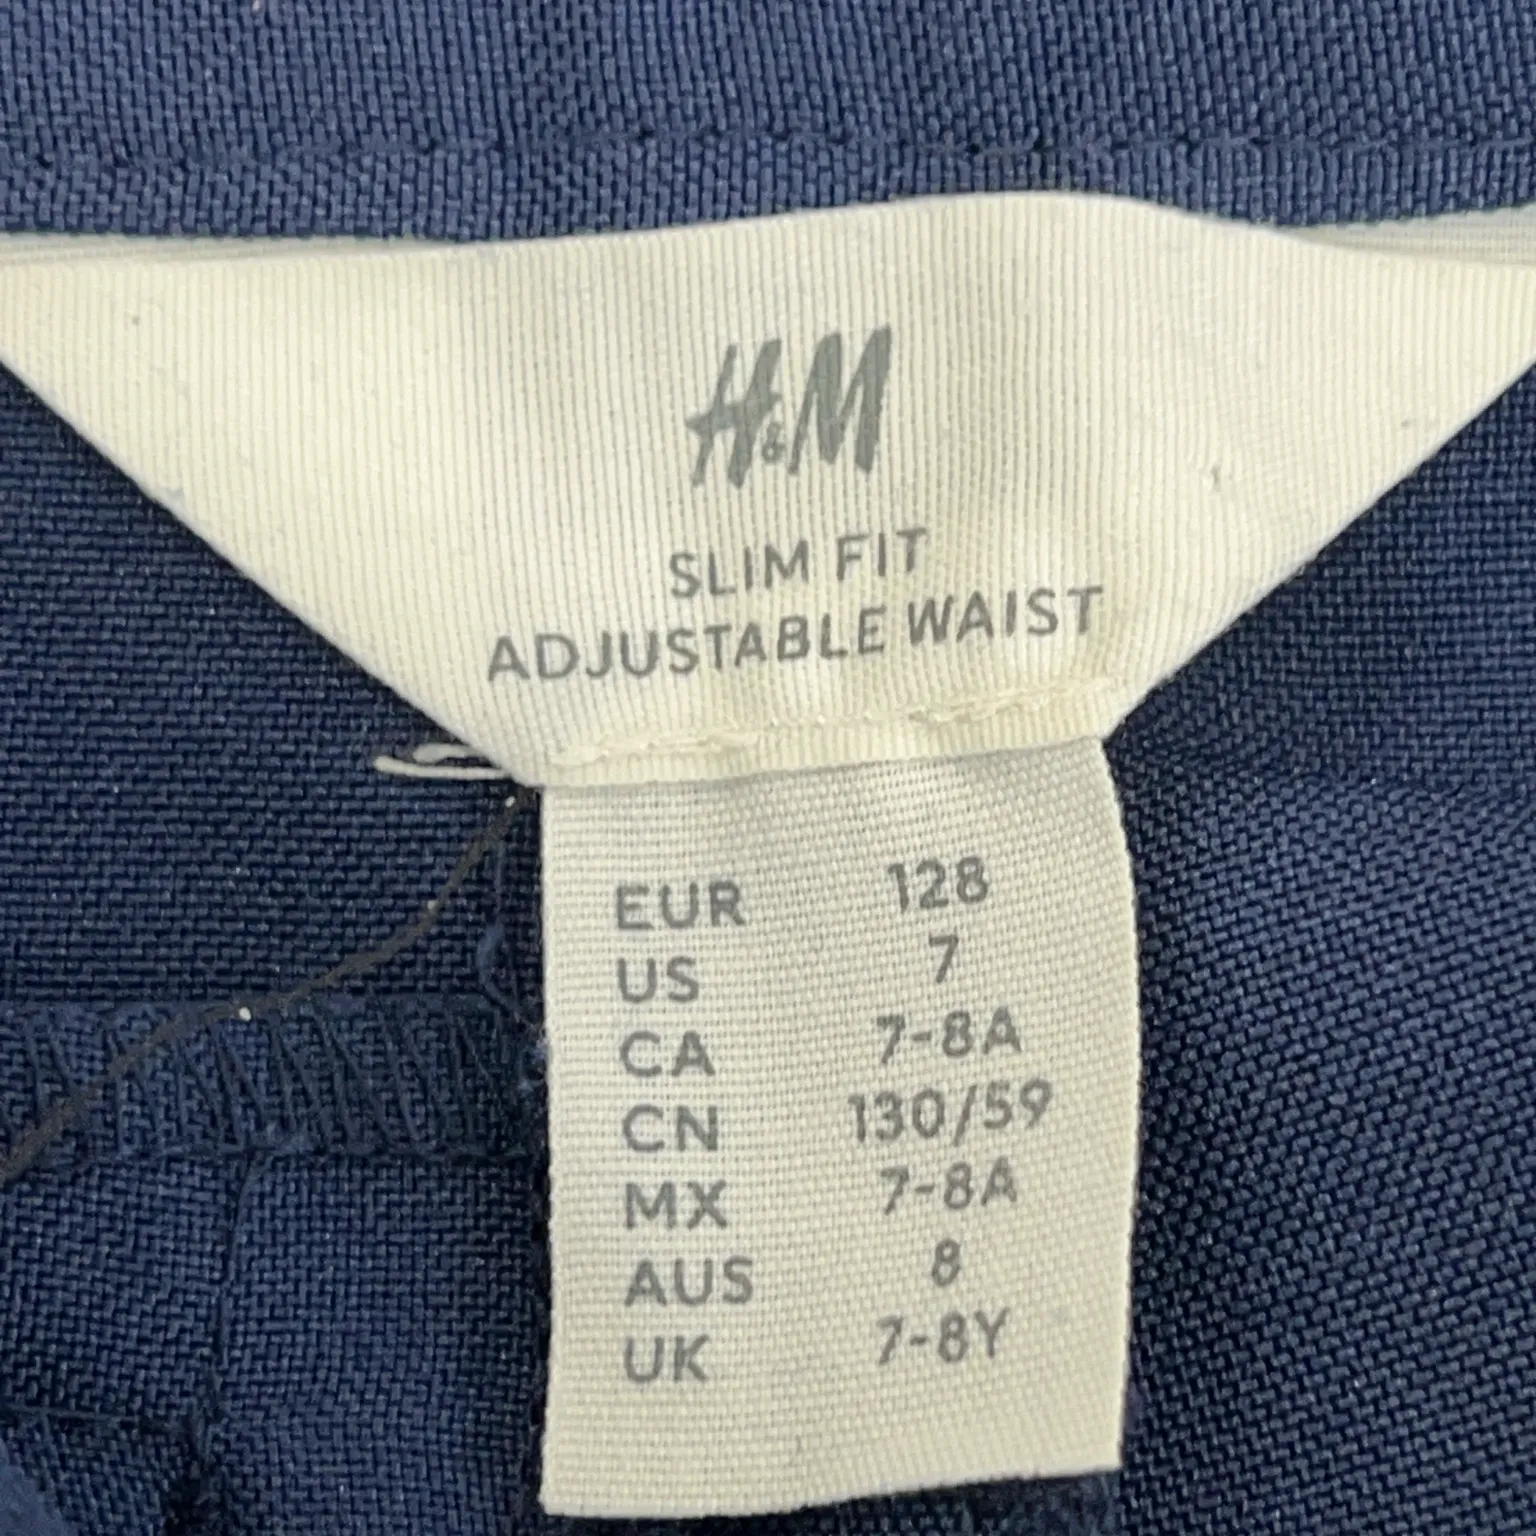 H&M
SLIM FIT
ADJUSTABLE WAIST
EUR 128
US 7
CA 7-8A
CN 130/59
MX 7-8A
AUS 8
UK 7-8Y